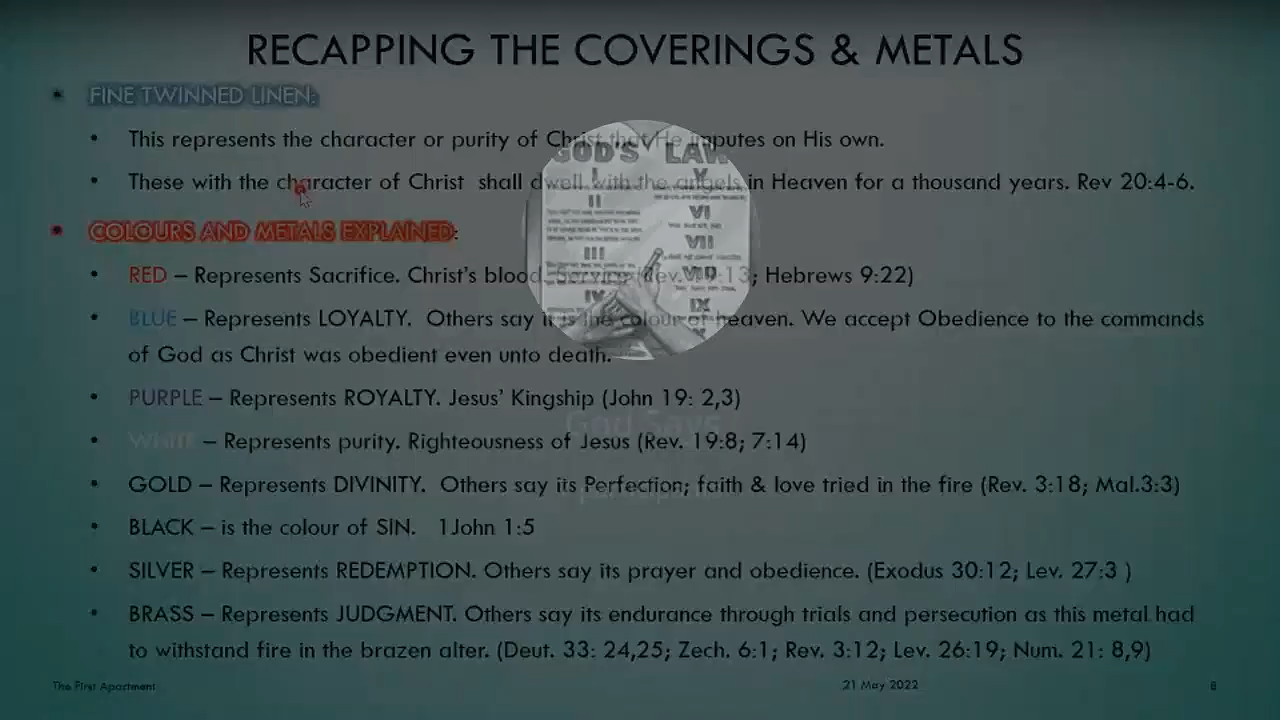 RECAPPING THE COVERINGS & METALS
• FINE TWINNED LINEN:
• This represents the character or purity of Christ that He imputes on His own.
• These with the character of Christ shall dwell with the angels in Heaven for a thousand years. Rev 20:4-6.
• COLOURS AND METALS EXPLAINED:
• RED – Represents Sacrifice. Christ's blood. Service (Rev. 19:13; Hebrews 9:22)
• BLUE – Represents LOYALTY. Others say it is the colour of heaven. We accept Obedience to the commands
of God as Christ was obedient even unto death.
• PURPLE – Represents ROYALTY. Jesus' Kingship (John 19: 2,3)
• WHITE – Represents purity. Righteousness of Jesus (Rev. 19:8; 7:14)
• GOLD – Represents DIVINITY. Others say its Perfection; faith & love tried in the fire (Rev. 3:18; Mal.3:3)
• BLACK – is the colour of SIN. 1John 1:5
• SILVER – Represents REDEMPTION. Others say its prayer and obedience. (Exodus 30:12; Lev. 27:3 )
• BRASS – Represents JUDGMENT. Others say its endurance through trials and persecution as this metal had
to withstand fire in the brazen alter. (Deut. 33: 24,25; Zech. 6:1; Rev. 3:12; Lev. 26:19; Num. 21: 8,9)
The First Apartment
21 May 2022
8
GOD'S LAW
I
V
II
VI
VII
III
VIII
IV
IX
X
God Says